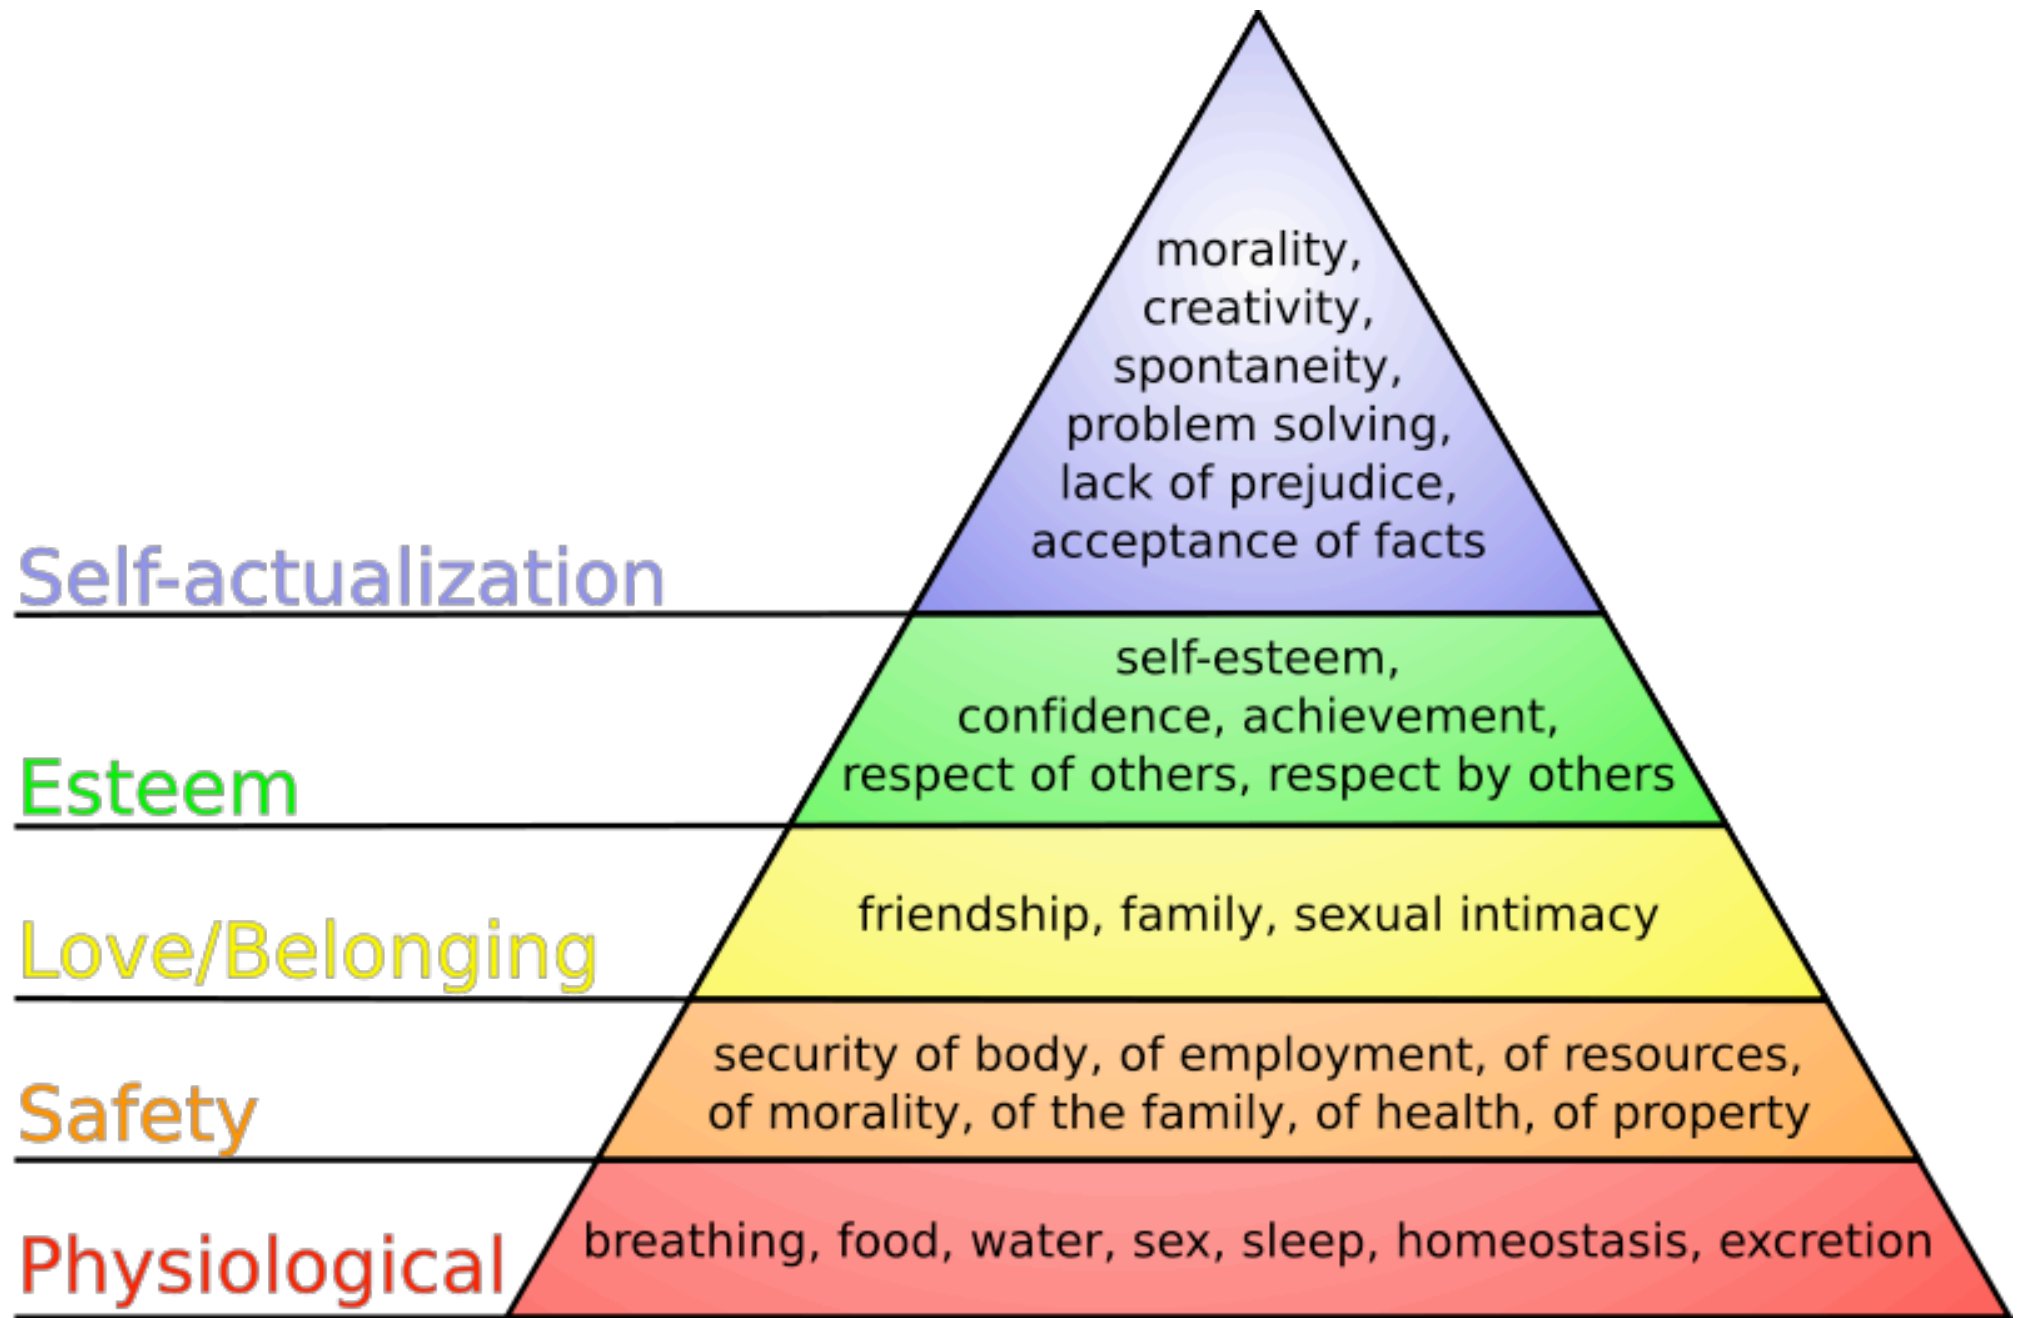 morality,
creativity,
spontaneity,
problem solving,
lack of prejudice,
acceptance of facts
Self-actualization
self-esteem,
confidence, achievement,
respect of others, respect by others
Esteem
friendship, family, sexual intimacy
Love/Belonging
security of body, of employment, of resources,
of morality, of the family, of health, of property
Safety
breathing, food, water, sex, sleep, homeostasis, excretion
Physiological